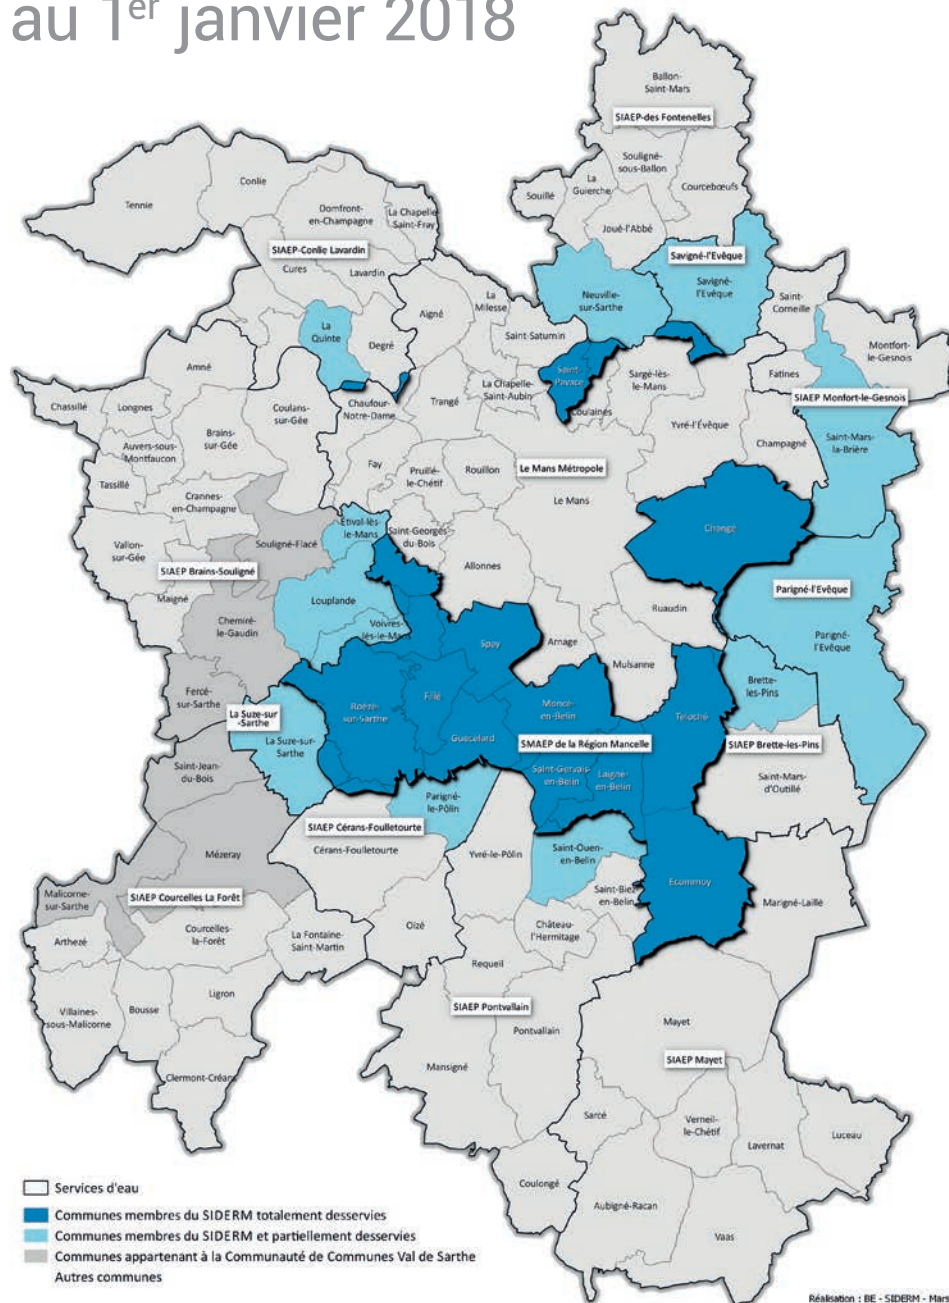 au 1er janvier 2018
Ballon-
Saint-Mars
SIAEP-des Fontenelles
Souligné-
sous-Ballon
La
Guierche
Courcebœufs
Souillé
Joué-l'Abbé
Conlie
Tennie
Domfront-
en-Champagne
La Chapelle-
Saint-Fray
SIAEP-Conlie Lavardin
Cures
Lavardin
Savigné-l'Evêque
Savigné-
l'Evêque
Neuville-
sur-Sarthe
Saint-
Corneille
La
Milesse
Aigné
Saint-Saturnin
La
Quinte
Degré
Montfort-
le-Gesnois
Fatines
Amné
Saint-
Pavace
Sargé-lès-
le-Mans
La Chapelle-
Saint-Aubin
Coulaines
SIAEP Monfort-le-Gesnois
Chassillé
Longnes
Coulans-
sur-Gée
Chaufour-
Notre-Dame
Trangé
Yvré-l'Évêque
Champagné
Saint-Mars-
la-Brière
Auvers-sous-
Montfaucon
Brains-
sur-Gée
Fay
Pruillé-
le-Chétif
Rouillon
Le Mans Métropole
Le Mans
Tassillé
Crannes-
en-Champagne
Changé
Étival-lès-
le-Mans
Saint-Georges-
du-Bois
Vallon-
sur-Gée
Souligné-Flacé
SIAEP Brains-Souligné
Allonnes
Maigné
Louplande
Ruaudin
Parigné-l'Evêque
Parigné-
l'Evêque
Chemiré-
le-Gaudin
Voivres-
lès-le-Mans
Spay
Arnage
Mulsanne
Brette-
les-Pins
Fercé-
sur-Sarthe
Roëzé-
sur-Sarthe
Fillé
Moncé-
en-Belin
Teloché
La Suze-sur
-Sarthe
La Suze-sur-
Sarthe
Guécélard
SMAEP de la Région Mancelle
SIAEP Brette-les-Pins
Saint-Jean-
du-Bois
Saint-Gervais-
en-Belin
Laigné-
en-Belin
Saint-Mars-
d'Outillé
Parigné-
le-Pôlin
SIAEP Cérans-Foulletourte
Cérans-Foulletourte
Mézeray
Yvré-le-Pôlin
Saint-Ouen-
en-Belin
Saint-Biez-
en-Belin
Ecommoy
Marigné-Laillé
Malicorne-
sur-Sarthe
SIAEP Courcelles La Forêt
Courcelles-
la-Forêt
Arthezé
La Fontaine-
Saint-Martin
Oizé
Château-
l'Hermitage
Requeil
Ligron
Bousse
Villaines-
sous-Malicorne
SIAEP Pontvallain
Pontvallain
Mayet
SIAEP Mayet
Mansigné
Clermont-Créans
Sarcé
Verneil-
le-Chétif
Lavernat
Luceau
Coulongé
Aubigné-Racan
Vaas
Services d'eau
Communes membres du SIDERM totalement desservies
Communes membres du SIDERM et partiellement desservies
Communes appartenant à la Communauté de Communes Val de Sarthe
Autres communes
Réalisation : BE - SIDERM - Mars